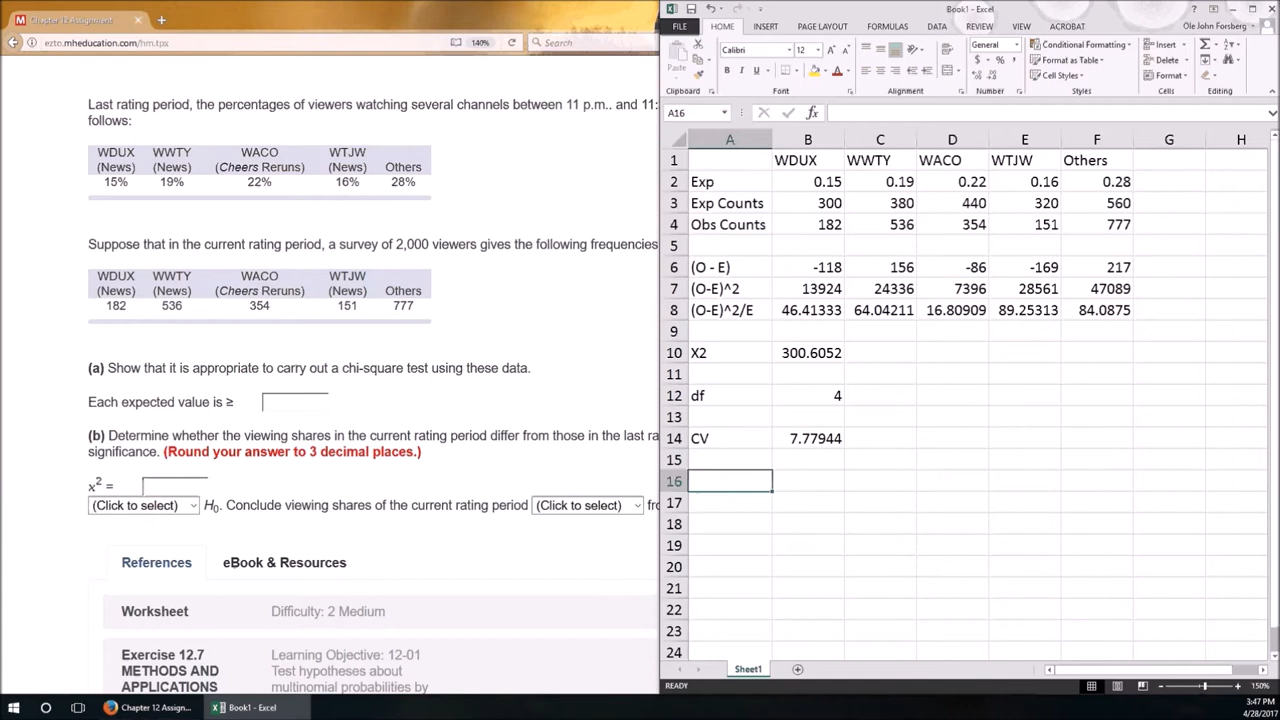 Chapter 12 Assignment
ezto.mheducation.com/hm.tpx
140%
Search
Last rating period, the percentages of viewers watching several channels between 11 p.m.. and 11:
follows:
WDUX WWTY WACO WTJW
(News) (News) (Cheers Reruns) (News) Others
15% 19% 22% 16% 28%
Suppose that in the current rating period, a survey of 2,000 viewers gives the following frequencies
WDUX WWTY WACO WTJW
(News) (News) (Cheers Reruns) (News) Others
182 536 354 151 777
(a) Show that it is appropriate to carry out a chi-square test using these data.
Each expected value is ≥
(b) Determine whether the viewing shares in the current rating period differ from those in the last ra
significance. (Round your answer to 3 decimal places.)
x2 =
(Click to select) H0. Conclude viewing shares of the current rating period (Click to select) fro
References eBook & Resources
Worksheet Difficulty: 2 Medium
Exercise 12.7 Learning Objective: 12-01
METHODS AND Test hypotheses about
APPLICATIONS multinomial probabilities by
Book1 - Excel
FILE HOME INSERT PAGE LAYOUT FORMULAS DATA REVIEW VIEW ACROBAT Ole John Forsberg
Paste
Calibri 12
B I U
General
$ % ,
Conditional Formatting
Format as Table
Cell Styles
Insert
Delete
Format
Clipboard Font Alignment Number Styles Cells Editing
A16 fx
A B C D E F G H
1 WDUX WWTY WACO WTJW Others
2 Exp 0.15 0.19 0.22 0.16 0.28
3 Exp Counts 300 380 440 320 560
4 Obs Counts 182 536 354 151 777
5
6 (O - E) -118 156 -86 -169 217
7 (O-E)^2 13924 24336 7396 28561 47089
8 (O-E)^2/E 46.41333 64.04211 16.80909 89.25313 84.0875
9
10 X2 300.6052
11
12 df 4
13
14 CV 7.77944
15
16
17
18
19
20
21
22
23
24
Sheet1
READY 150%
Chapter 12 Assign... Book1 - Excel
3:47 PM
4/28/2017